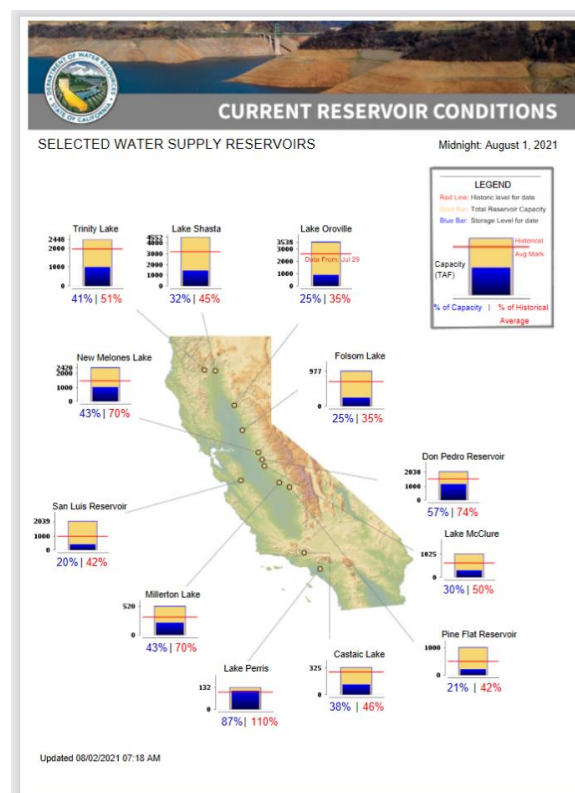 DEPARTMENT OF WATER RESOURCES
STATE OF CALIFORNIA
CURRENT RESERVOIR CONDITIONS
SELECTED WATER SUPPLY RESERVOIRS
Midnight: August 1, 2021
LEGEND
Red Line: Historic level for date
Gold Bar: Total Reservoir Capacity
Blue Bar: Storage Level for date
Historical
Avg Mark
Capacity
(TAF)
% of Capacity | % of Historical
Average
Trinity Lake
2448
2000
1000
0
41% | 51%
Lake Shasta
4552
4000
3000
2000
1000
0
32% | 45%
Lake Oroville
3538
3000
2000
1000
0
Data From: Jul 29
25% | 35%
New Melones Lake
2420
2000
1000
0
43% | 70%
Folsom Lake
977
0
25% | 35%
Don Pedro Reservoir
2030
1000
0
57% | 74%
San Luis Reservoir
2039
1000
0
20% | 42%
Lake McClure
1025
0
30% | 50%
Millerton Lake
520
0
43% | 70%
Pine Flat Reservoir
1000
0
21% | 42%
Lake Perris
132
0
87% | 110%
Castaic Lake
325
0
38% | 46%
Updated 08/02/2021 07:18 AM